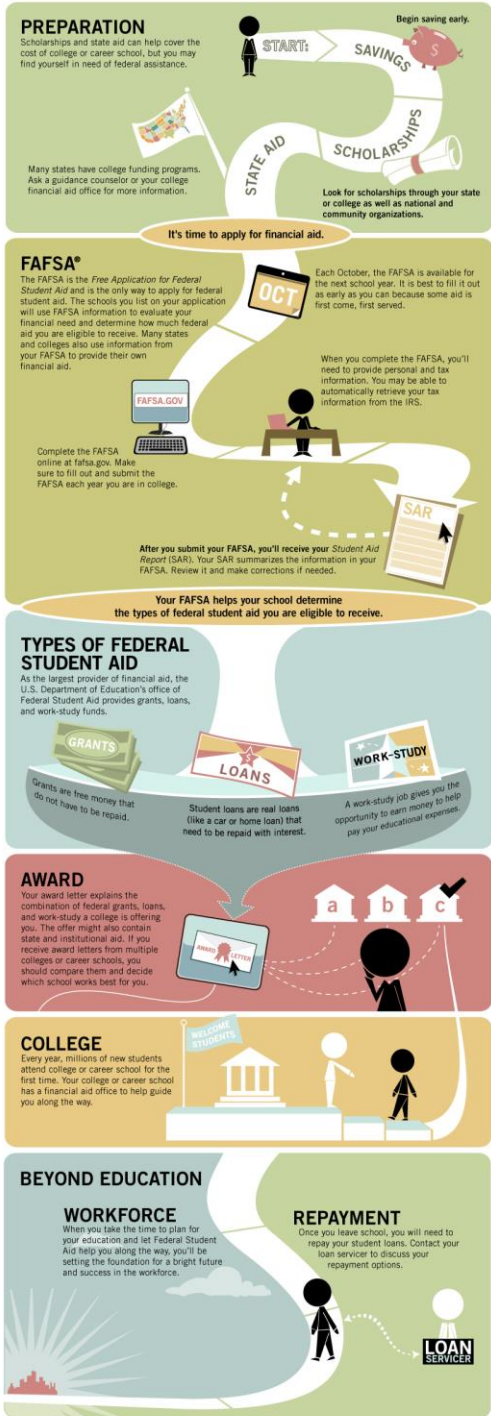 PREPARATION
Scholarships and state aid can help cover the
cost of college or career school, but you may
find yourself in need of federal assistance.
Begin saving early.
START:
SAVINGS
$
SCHOLARSHIPS
STATE AID
Many states have college funding programs.
Ask a guidance counselor or your college
financial aid office for more information.
Look for scholarships through your state
or college as well as national and
community organizations.
It's time to apply for financial aid.
FAFSA®
The FAFSA is the Free Application for Federal
Student Aid and is the only way to apply for federal
student aid. The schools you list on your application
will use FAFSA information to evaluate your
financial need and determine how much federal
aid you are eligible to receive. Many states
and colleges also use information from
your FAFSA to provide their own
financial aid.
OCT
Each October, the FAFSA is available for
the next school year. It is best to fill it out
as early as you can because some aid is
first come, first served.
When you complete the FAFSA, you'll
need to provide personal and tax
information. You may be able to
automatically retrieve your tax
information from the IRS.
FAFSA.GOV
Complete the FAFSA
online at fafsa.gov. Make
sure to fill out and submit the
FAFSA each year you are in college.
SAR
After you submit your FAFSA, you'll receive your Student Aid
Report (SAR). Your SAR summarizes the information in your
FAFSA. Review it and make corrections if needed.
Your FAFSA helps your school determine
the types of federal student aid you are eligible to receive.
TYPES OF FEDERAL
STUDENT AID
As the largest provider of financial aid, the
U.S. Department of Education's office of
Federal Student Aid provides grants, loans,
and work-study funds.
GRANTS
Grants are free money that
do not have to be repaid.
$
LOANS
Student loans are real loans
(like a car or home loan) that
need to be repaid with interest.
WORK-STUDY
A work-study job gives you the
opportunity to earn money to help
pay your educational expenses.
AWARD
Your award letter explains the
combination of federal grants, loans,
and work-study a college is offering
you. The offer might also contain
state and institutional aid. If you
receive award letters from multiple
colleges or career schools, you
should compare them and decide
which school works best for you.
AWARD LETTER
a b c
COLLEGE
Every year, millions of new students
attend college or career school for the
first time. Your college or career school
has a financial aid office to help guide
you along the way.
WELCOME
STUDENTS
BEYOND EDUCATION
WORKFORCE
When you take the time to plan for
your education and let Federal Student
Aid help you along the way, you'll be
setting the foundation for a bright future
and success in the workforce.
REPAYMENT
Once you leave school, you will need to
repay your student loans. Contact your
loan servicer to discuss your
repayment options.
LOAN
SERVICER